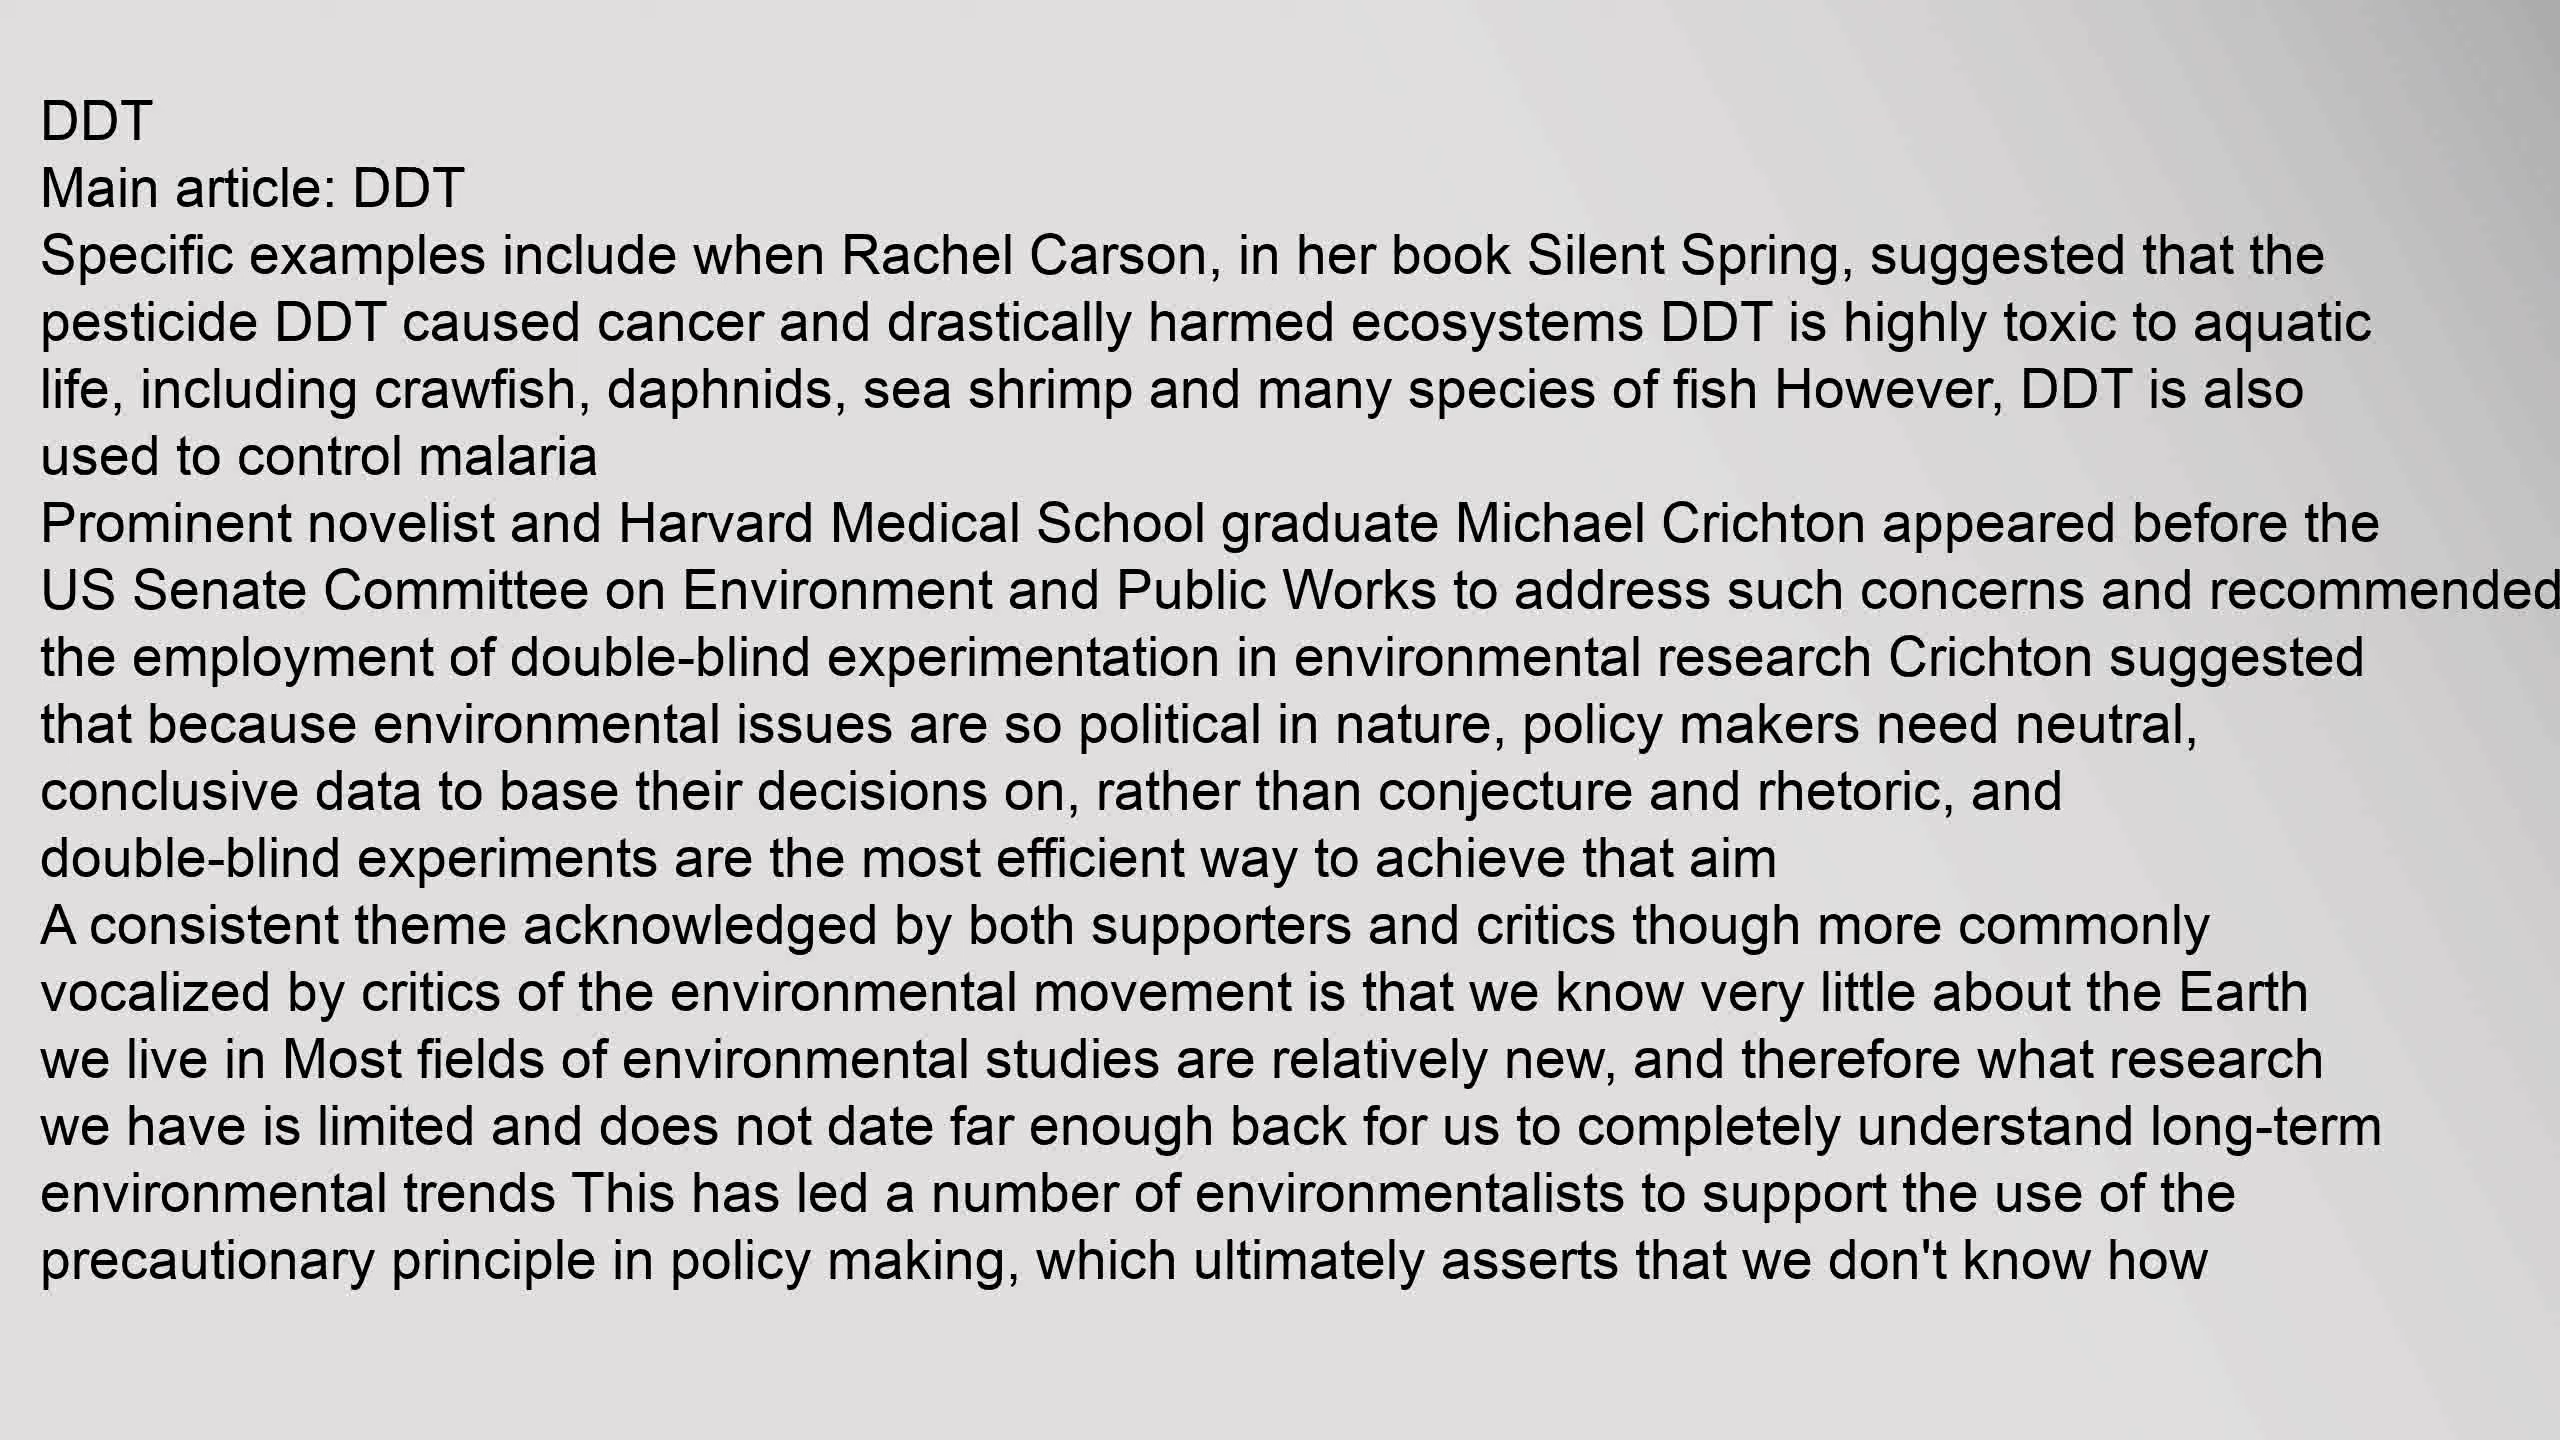 DDT
Main article: DDT
Specific examples include when Rachel Carson, in her book Silent Spring, suggested that the
pesticide DDT caused cancer and drastically harmed ecosystems DDT is highly toxic to aquatic
life, including crawfish, daphnids, sea shrimp and many species of fish However, DDT is also
used to control malaria
Prominent novelist and Harvard Medical School graduate Michael Crichton appeared before the
US Senate Committee on Environment and Public Works to address such concerns and recommended
the employment of double-blind experimentation in environmental research Crichton suggested
that because environmental issues are so political in nature, policy makers need neutral,
conclusive data to base their decisions on, rather than conjecture and rhetoric, and
double-blind experiments are the most efficient way to achieve that aim
A consistent theme acknowledged by both supporters and critics though more commonly
vocalized by critics of the environmental movement is that we know very little about the Earth
we live in Most fields of environmental studies are relatively new, and therefore what research
we have is limited and does not date far enough back for us to completely understand long-term
environmental trends This has led a number of environmentalists to support the use of the
precautionary principle in policy making, which ultimately asserts that we don't know how